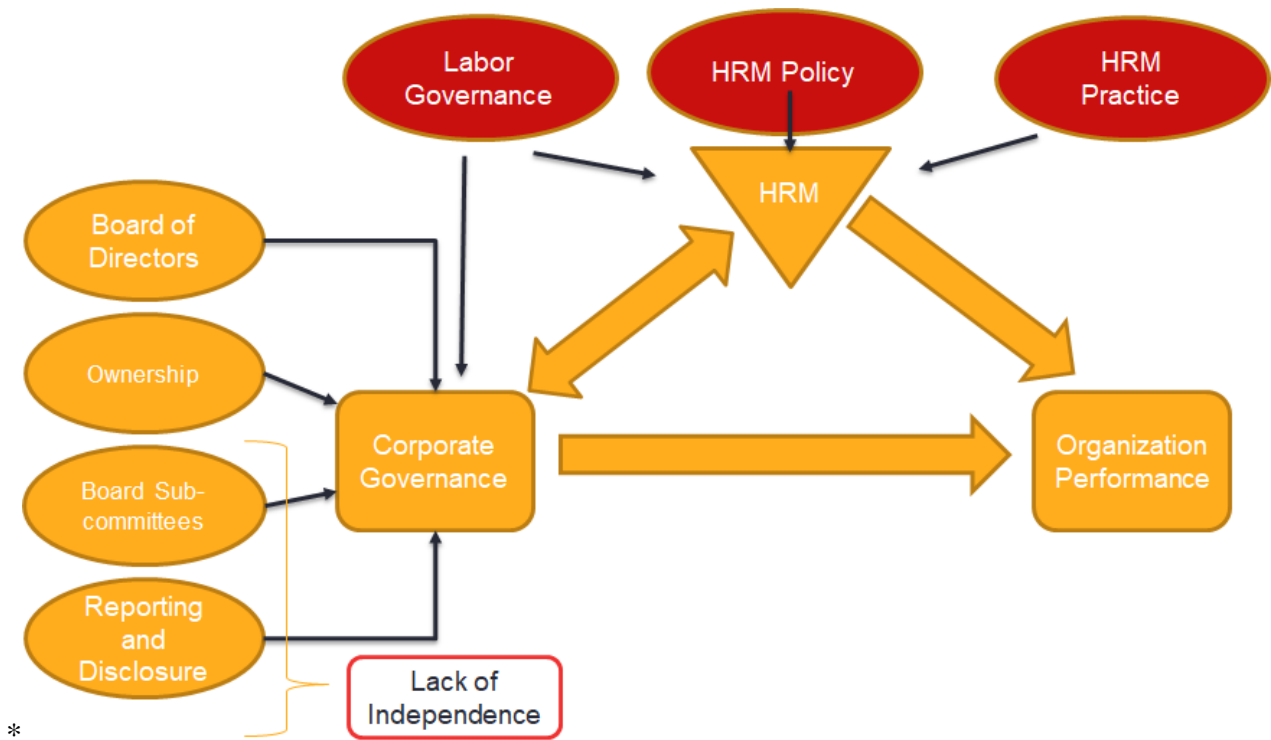 Labor
Governance
HRM Policy
HRM
Practice
HRM
Board of
Directors
Ownership
Board Sub-
committees
Reporting
and
Disclosure
Corporate
Governance
Organization
Performance
Lack of
Independence
*